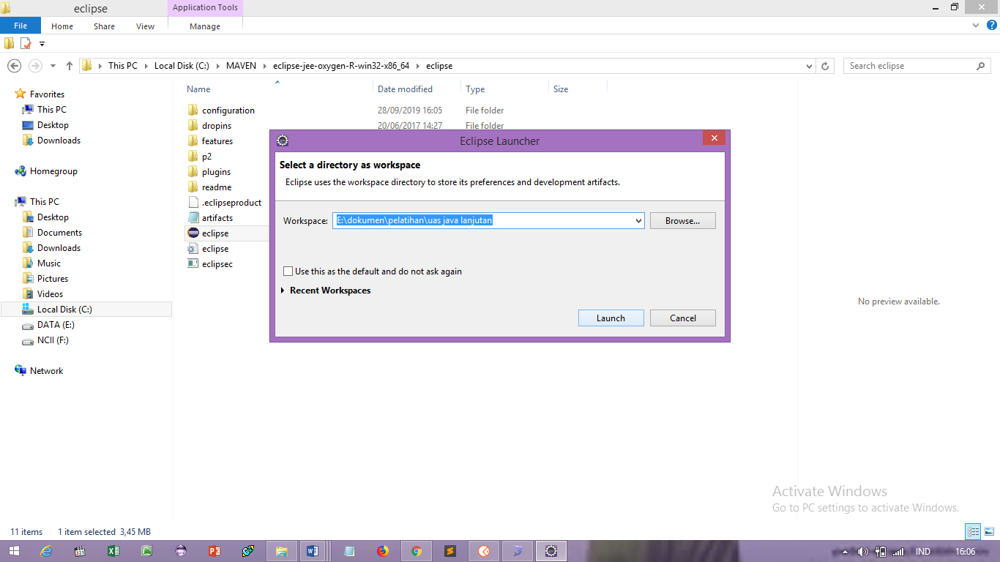 eclipse
Application Tools
File Home Share View Manage
This PC Local Disk (C:) MAVEN eclipse-jee-oxygen-R-win32-x86_64 eclipse
Search eclipse
Favorites
This PC
Desktop
Downloads
Homegroup
This PC
Desktop
Documents
Downloads
Music
Pictures
Videos
Local Disk (C:)
DATA (E:)
NCII (F:)
Network
Name Date modified Type Size
configuration 28/09/2019 16:05 File folder
dropins 20/06/2017 14:27 File folder
features
p2
plugins
readme
.eclipseproduct
artifacts
eclipse
eclipse
eclipsec
Eclipse Launcher
Select a directory as workspace
Eclipse uses the workspace directory to store its preferences and development artifacts.
Workspace: E:\dokumen\pelatihan\uas java lanjutan Browse...
Use this as the default and do not ask again
Recent Workspaces
Launch Cancel
No preview available.
Activate Windows
Go to PC settings to activate Windows.
11 items 1 item selected 3,45 MB
IND 16:06